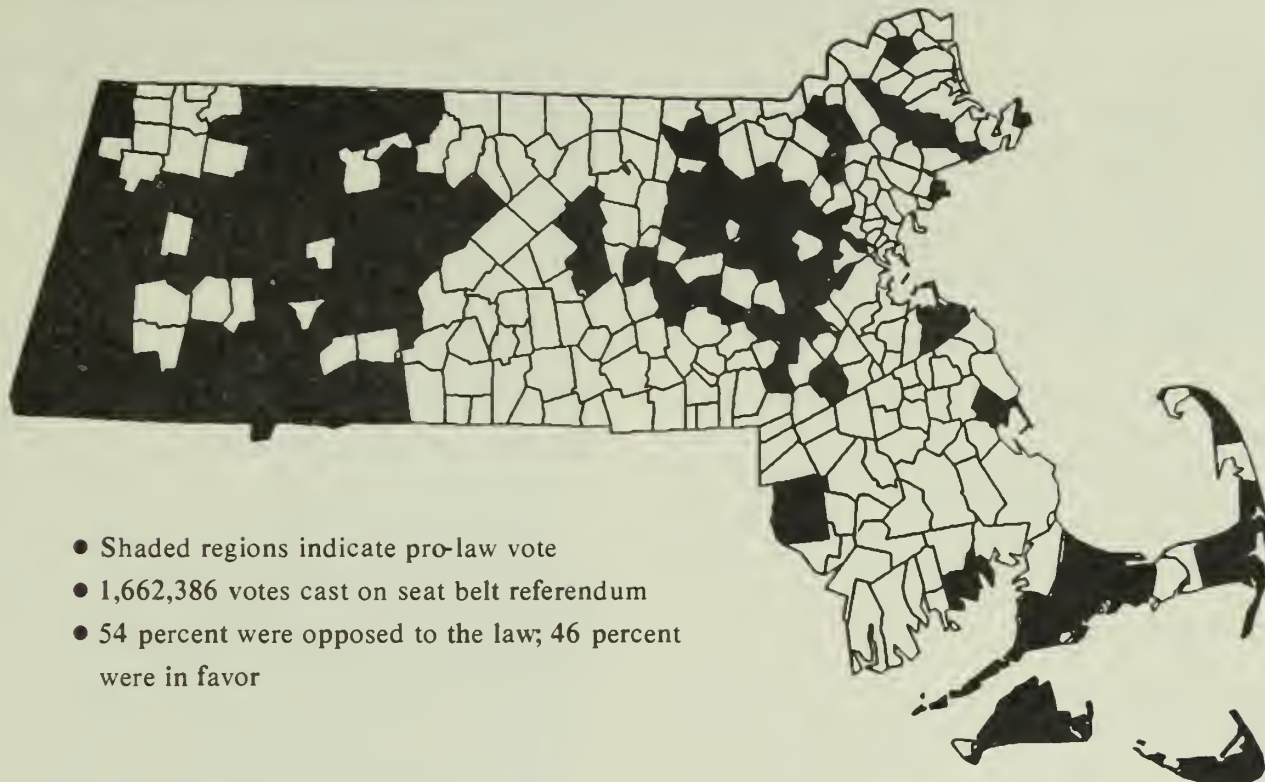 ● Shaded regions indicate pro-law vote
● 1,662,386 votes cast on seat belt referendum
● 54 percent were opposed to the law; 46 percent
were in favor